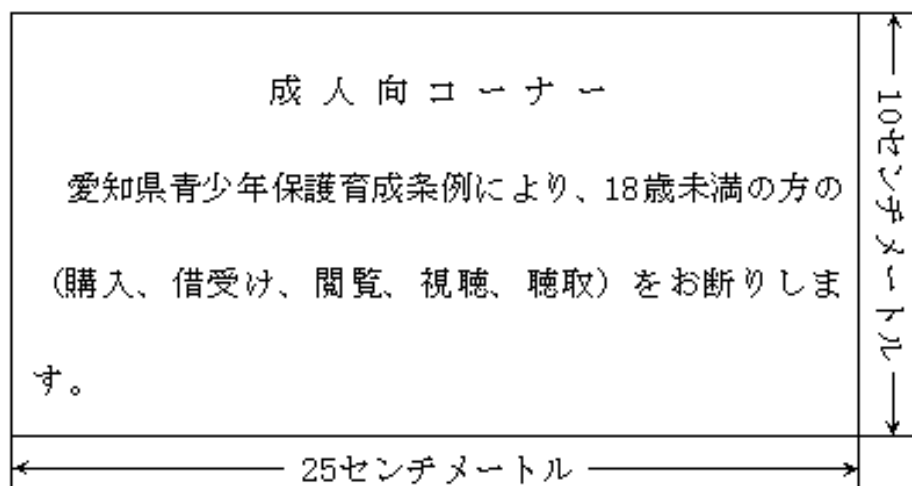 成人向コーナー
愛知県青少年保護育成条例により、18歳未満の方の
（購入、借受け、閲覧、視聴、聴取）をお断りしま
す。
10センチメートル
25センチメートル